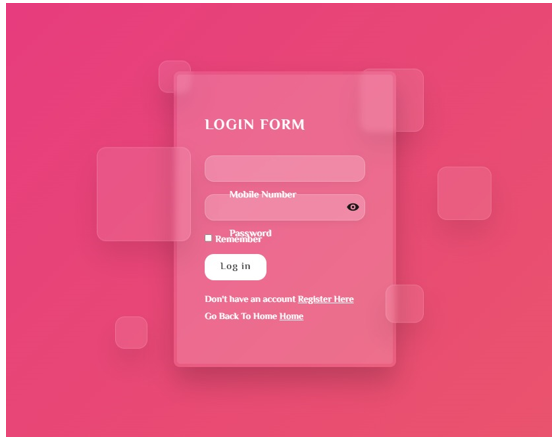 LOGIN FORM
Mobile Number
Password
Remember
Log in
Don't have an account Register Here
Go Back To Home Home